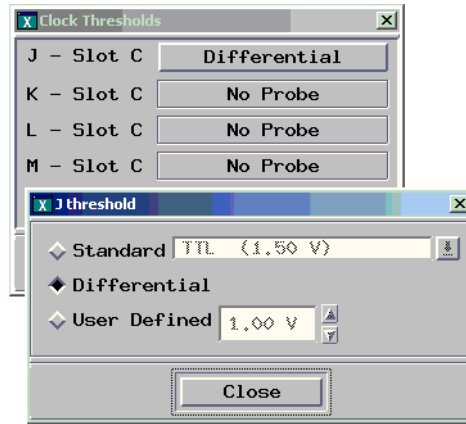 Clock Thresholds
J - Slot C Differential
K - Slot C No Probe
L - Slot C No Probe
M - Slot C No Probe
J threshold
Standard TTL (1.50 V)
Differential
User Defined 1.00 V
Close